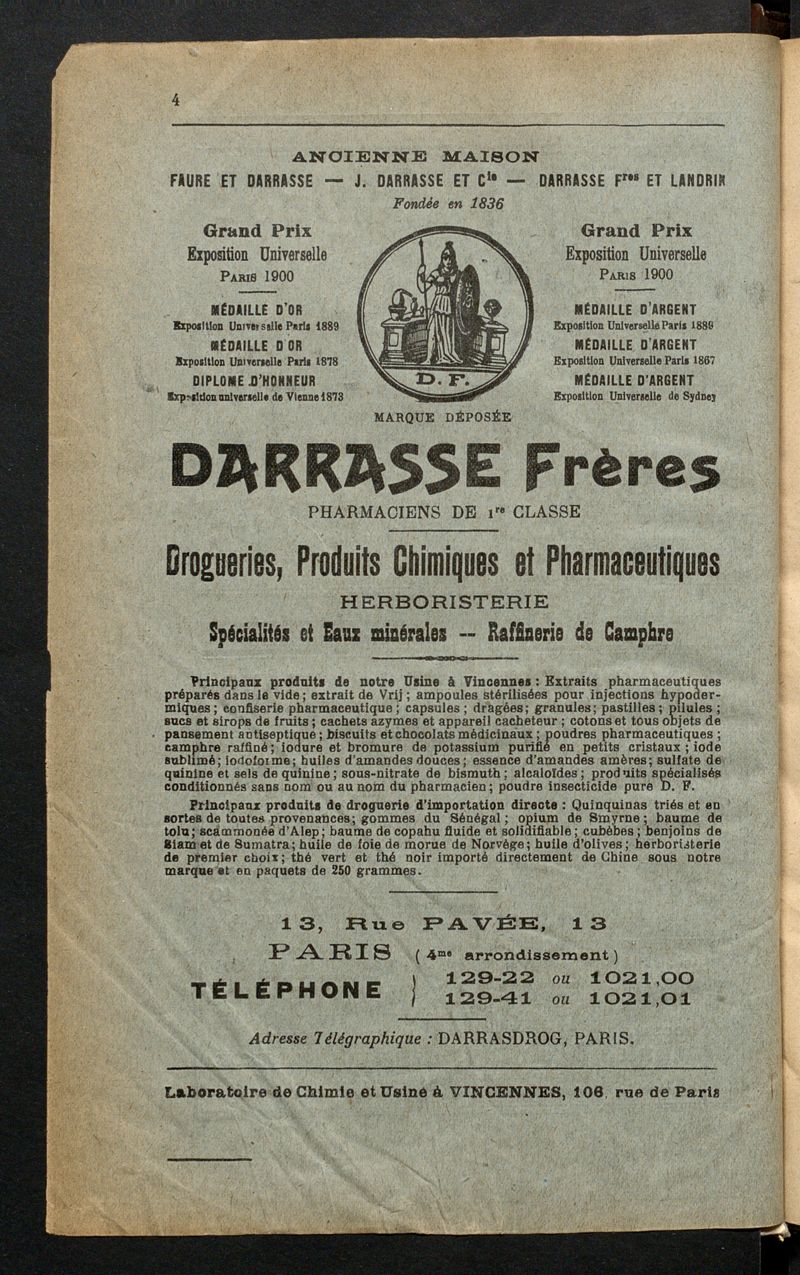 4
ANCIENNE MAISON
FAURE ET DARRASSE — J. DARRASSE ET Cie — DARRASSE Fres ET LANDRIN
Fondée en 1836
Grand Prix
Exposition Universelle
PARIS 1900
MÉDAILLE D'OR
Exposition Universelle Paris 1889
MÉDAILLE D OR
Exposition Universelle Paris 1878
DIPLOME D'HONNEUR
Exposition universelle de Vienne 1873
D. F.
MARQUE DÉPOSÉE
Grand Prix
Exposition Universelle
PARIS 1900
MÉDAILLE D'ARGENT
Exposition Universelle Paris 1889
MÉDAILLE D'ARGENT
Exposition Universelle Paris 1867
MÉDAILLE D'ARGENT
Exposition Universelle de Sydney
DARRASSE Frères
PHARMACIENS DE 1re CLASSE
Drogueries, Produits Chimiques et Pharmaceutiques
HERBORISTERIE
Spécialités et Eaux minérales -- Raffinerie de Camphre
Principaux produits de notre Usine à Vincennes : Extraits pharmaceutiques
préparés dans le vide ; extrait de Vrij ; ampoules stérilisées pour injections hypoder-
miques ; confiserie pharmaceutique ; capsules ; dragées ; granules ; pastilles ; pilules ;
sucs et sirops de fruits ; cachets azymes et appareil cacheteur ; cotons et tous objets de
pansement antiseptique ; biscuits et chocolats médicinaux ; poudres pharmaceutiques ;
camphre raffiné ; iodure et bromure de potassium purifié en petits cristaux ; iode
sublimé ; iodoforme ; huiles d'amandes douces ; essence d'amandes amères ; sulfate de
quinine et sels de quinine ; sous-nitrate de bismuth ; alcaloïdes ; produits spécialisés
conditionnés sans nom ou au nom du pharmacien ; poudre insecticide pure D. F.
Principaux produits de droguerie d'importation directe : Quinquinas triés et en
sortes de toutes provenances ; gommes du Sénégal ; opium de Smyrne ; baume de
tolu ; scammonée d'Alep ; baume de copahu fluide et solidifiable ; cubèbes ; benjoins de
Siam et de Sumatra ; huile de foie de morue de Norvège ; huile d'olives ; herboristerie
de premier choix ; thé vert et thé noir importé directement de Chine sous notre
marque et en paquets de 250 grammes.
13, Rue PAVÉE, 13
PARIS (4me arrondissement)
TÉLÉPHONE } 129-22 ou 1021,00
129-41 ou 1021,01
Adresse Télégraphique : DARRASDROG, PARIS.
Laboratoire de Chimie et Usine à VINCENNES, 106, rue de Paris